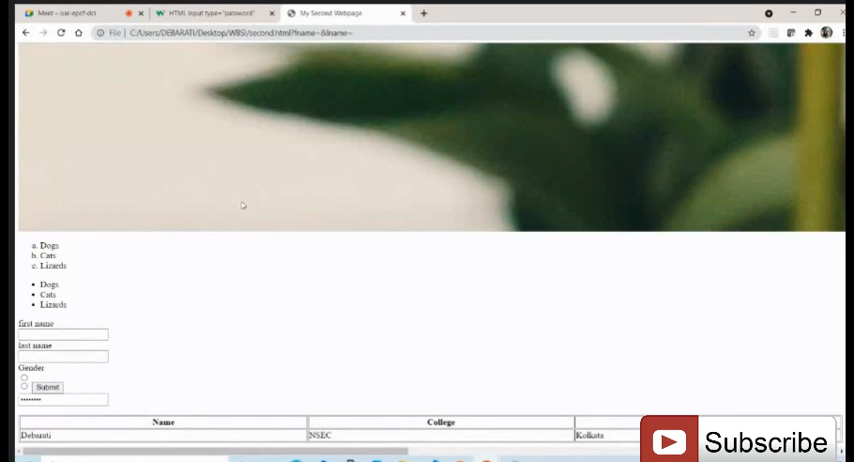 Meet – oar-epcf-dri
HTML input type="password"
My Second Webpage
File | C:/Users/DEBARATI/Desktop/WBSI/second.html?fname=&lname=
a. Dogs
b. Cats
c. Lizards
• Dogs
• Cats
• Lizards
first name
last name
Gender
Submit
Name College
Debarati NSEC Kolkata
Subscribe